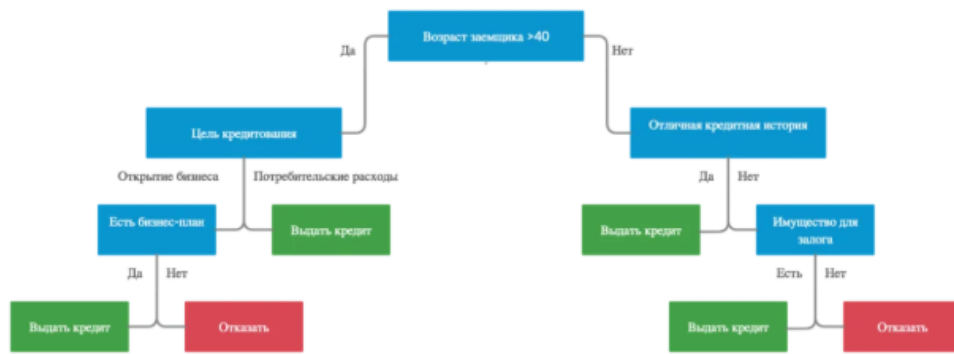 Возраст заемщика >40
Да
Нет
Цель кредитования
Отличная кредитная история
Открытие бизнеса
Потребительские расходы
Да
Нет
Есть бизнес-план
Выдать кредит
Выдать кредит
Имущество для
залога
Да
Нет
Есть
Нет
Выдать кредит
Отказать
Выдать кредит
Отказать